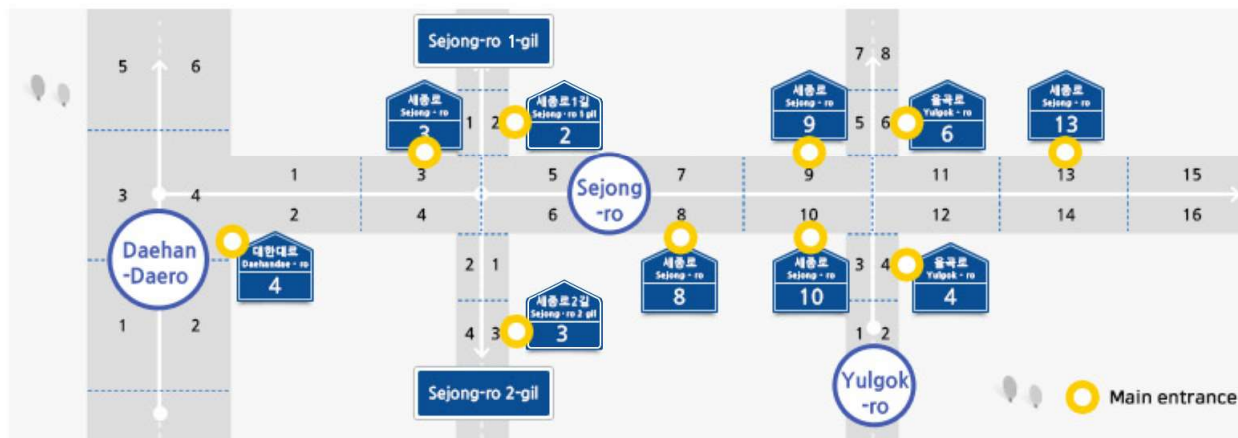 Sejong-ro 1-gil
5 6
7 8
세종로
Sejong - ro
3
1 2
세종로1길
Sejong - ro 1 gil
2
세종로
Sejong - ro
9
5 6
율곡로
Yulgok - ro
6
세종로
Sejong - ro
13
1 3 5 7 9 11 13 15
3 4
Sejong
-ro
2 4 6 8 10 12 14 16
Daehan
-Daero
대한대로
Daehandae - ro
4
2 1
세종로
Sejong - ro
8
세종로
Sejong - ro
10
3 4
율곡로
Yulgok - ro
4
1 2
4 3
세종로2길
Sejong - ro 2 gil
3
1 2
Sejong-ro 2-gil
Yulgok
-ro
Main entrance